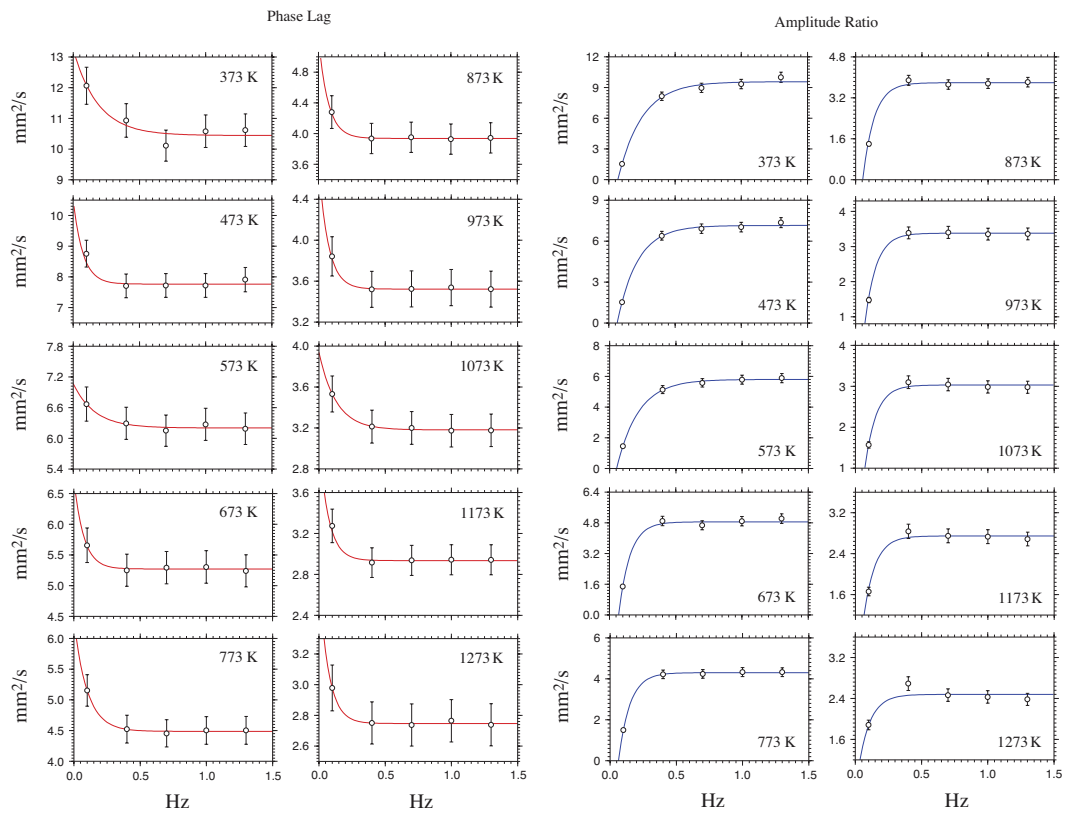 Phase Lag
Amplitude Ratio
13
12
11
10
9
mm²/s
373 K
4.8
4.4
4.0
3.6
873 K
12
9
6
3
0
mm²/s
373 K
4.8
3.2
1.6
0.0
873 K
10
9
8
7
mm²/s
473 K
4.4
4.0
3.6
3.2
973 K
9
6
3
0
mm²/s
473 K
4
3
2
1
973 K
7.8
7.2
6.6
6.0
5.4
mm²/s
573 K
4.0
3.6
3.2
2.8
1073 K
8
6
4
2
0
mm²/s
573 K
4
3
2
1
1073 K
6.5
6.0
5.5
5.0
4.5
mm²/s
673 K
3.6
3.2
2.8
2.4
1173 K
6.4
4.8
3.2
1.6
0.0
mm²/s
673 K
3.6
2.6
1.6
1173 K
6.0
5.5
5.0
4.5
4.0
mm²/s
773 K
3.2
3.0
2.8
2.6
1273 K
6
4
2
0
mm²/s
773 K
3.2
2.4
1.6
1273 K
0.0 0.5 1.0 1.5
0.0 0.5 1.0 1.5
0.0 0.5 1.0 1.5
0.0 0.5 1.0 1.5
Hz
Hz
Hz
Hz